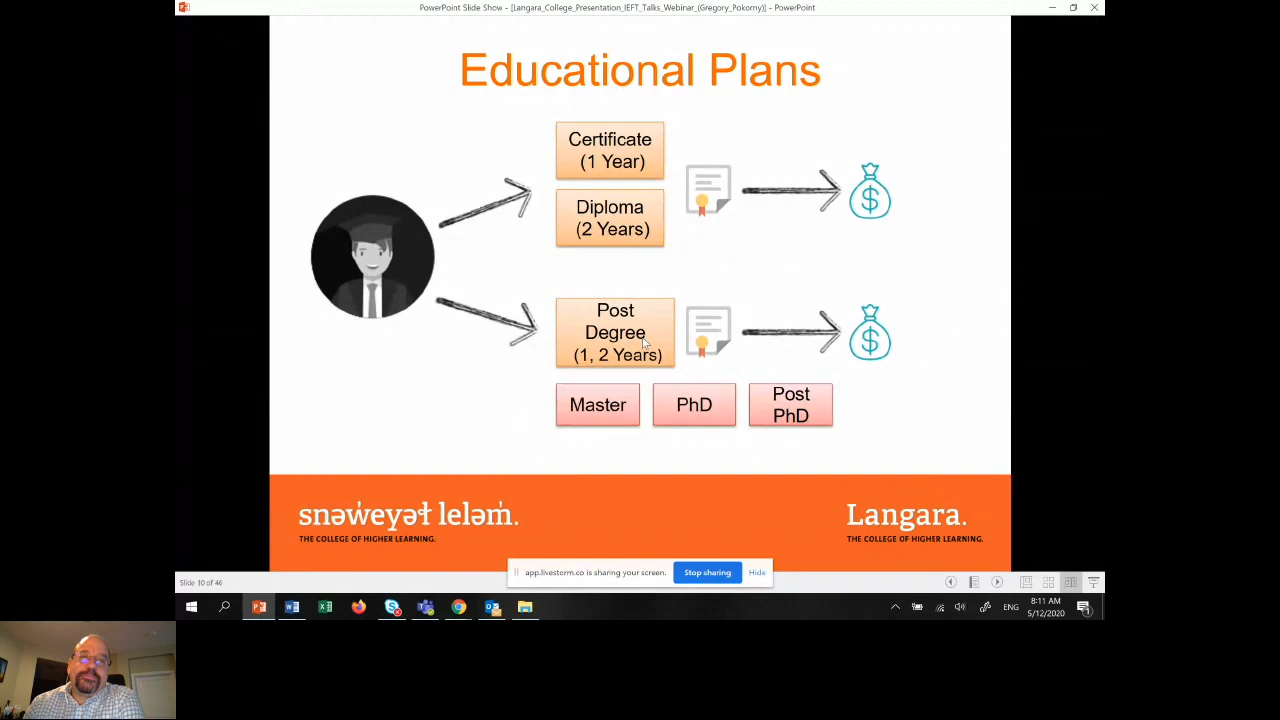 PowerPoint Slide Show - [Langara_College_Presentation_IEFT_Talks_Webinar_(Gregory_Pokorny)] - PowerPoint
Educational Plans
Certificate
(1 Year)
Diploma
(2 Years)
$
Post
Degree
(1, 2 Years)
$
Master
PhD
Post
PhD
snəw̓eyəɬ leləm̓.
THE COLLEGE OF HIGHER LEARNING.
Langara.
THE COLLEGE OF HIGHER LEARNING.
app.livestorm.co is sharing your screen.
Stop sharing
Hide
Slide 10 of 46
ENG
8:11 AM
5/12/2020